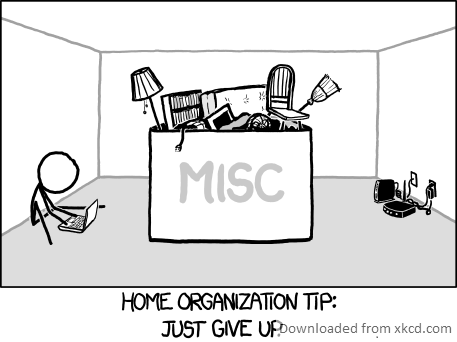 MISC
HOME ORGANIZATION TIP:
JUST GIVE UP.
Downloaded from xkcd.com